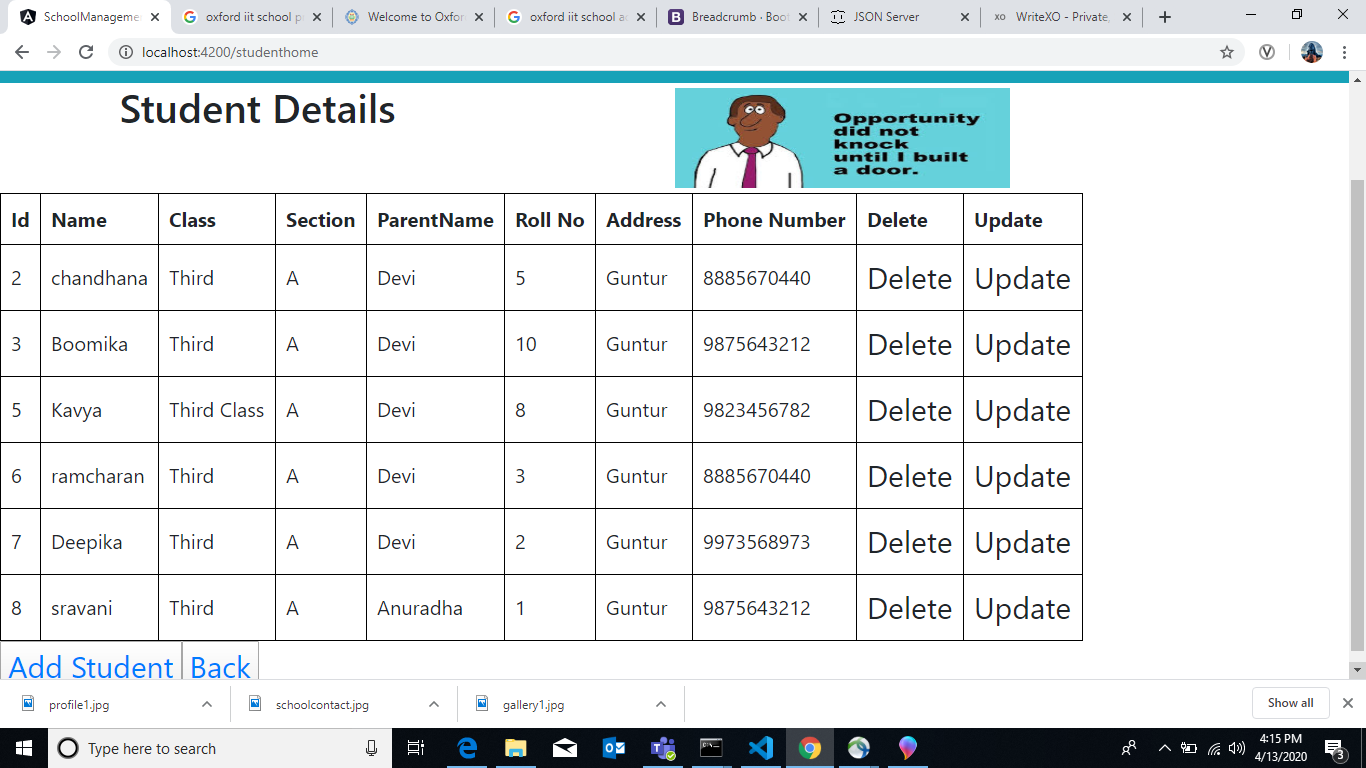 SchoolManageme
oxford iit school p
Welcome to Oxfor
oxford iit school a
Breadcrumb · Boot
JSON Server
XO WriteXO - Private,
localhost:4200/studenthome
Student Details
Opportunity
did not
knock
until I built
a door.
Id Name Class Section ParentName Roll No Address Phone Number Delete Update
2 chandhana Third A Devi 5 Guntur 8885670440 Delete Update
3 Boomika Third A Devi 10 Guntur 9875643212 Delete Update
5 Kavya Third Class A Devi 8 Guntur 9823456782 Delete Update
6 ramcharan Third A Devi 3 Guntur 8885670440 Delete Update
7 Deepika Third A Devi 2 Guntur 9973568973 Delete Update
8 sravani Third A Anuradha 1 Guntur 9875643212 Delete Update
Add Student Back
profile1.jpg schoolcontact.jpg gallery1.jpg Show all
Type here to search
4:15 PM
4/13/2020
3